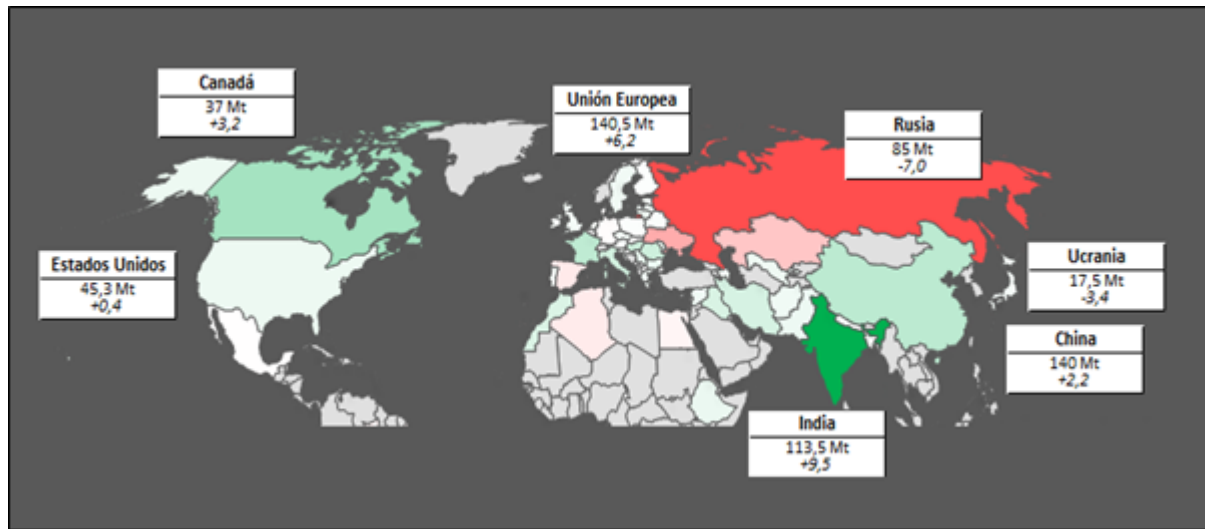 Canadá
37 Mt
+3,2
Unión Europea
140,5 Mt
+6,2
Rusia
85 Mt
-7,0
Estados Unidos
45,3 Mt
+0,4
Ucrania
17,5 Mt
-3,4
China
140 Mt
+2,2
India
113,5 Mt
+9,5